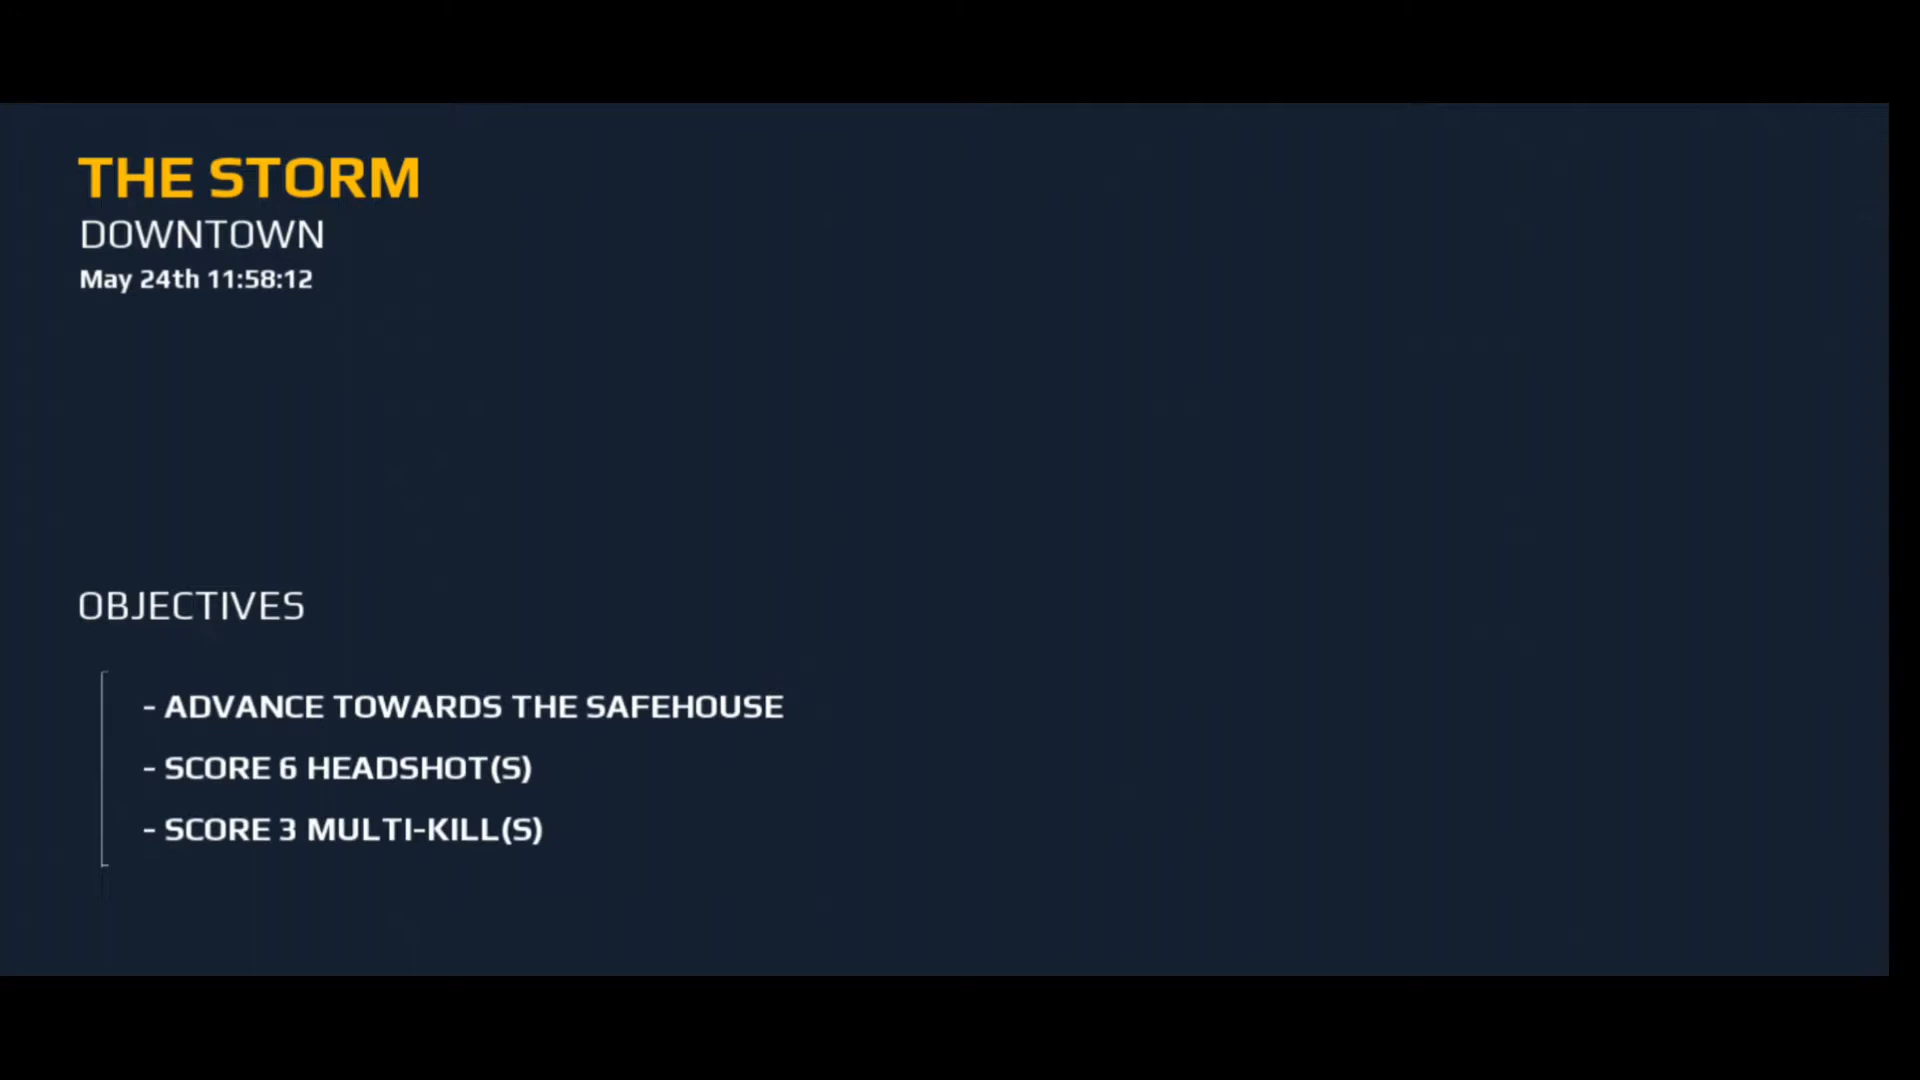 THE STORM
DOWNTOWN
May 24th 11:58:12
OBJECTIVES
- ADVANCE TOWARDS THE SAFEHOUSE
- SCORE 6 HEADSHOT(S)
- SCORE 3 MULTI-KILL(S)